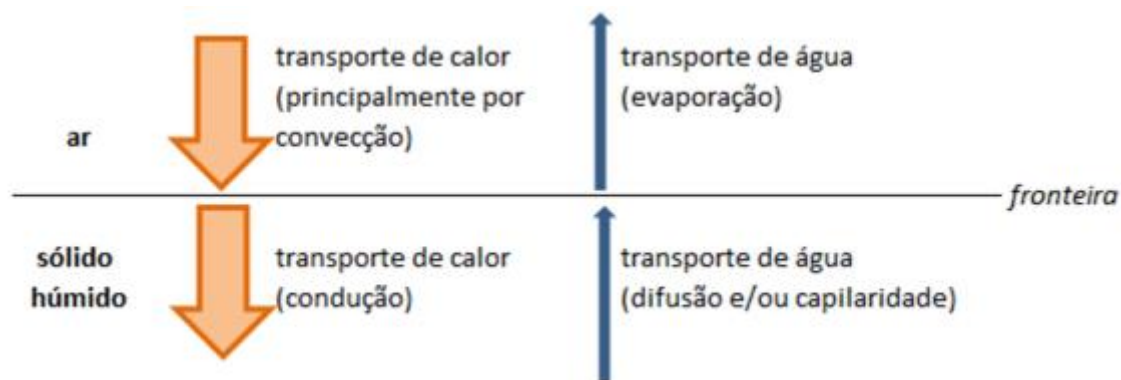 transporte de calor
(principalmente por
convecção)
transporte de água
(evaporação)
ar
fronteira
sólido
húmido
transporte de calor
(condução)
transporte de água
(difusão e/ou capilaridade)